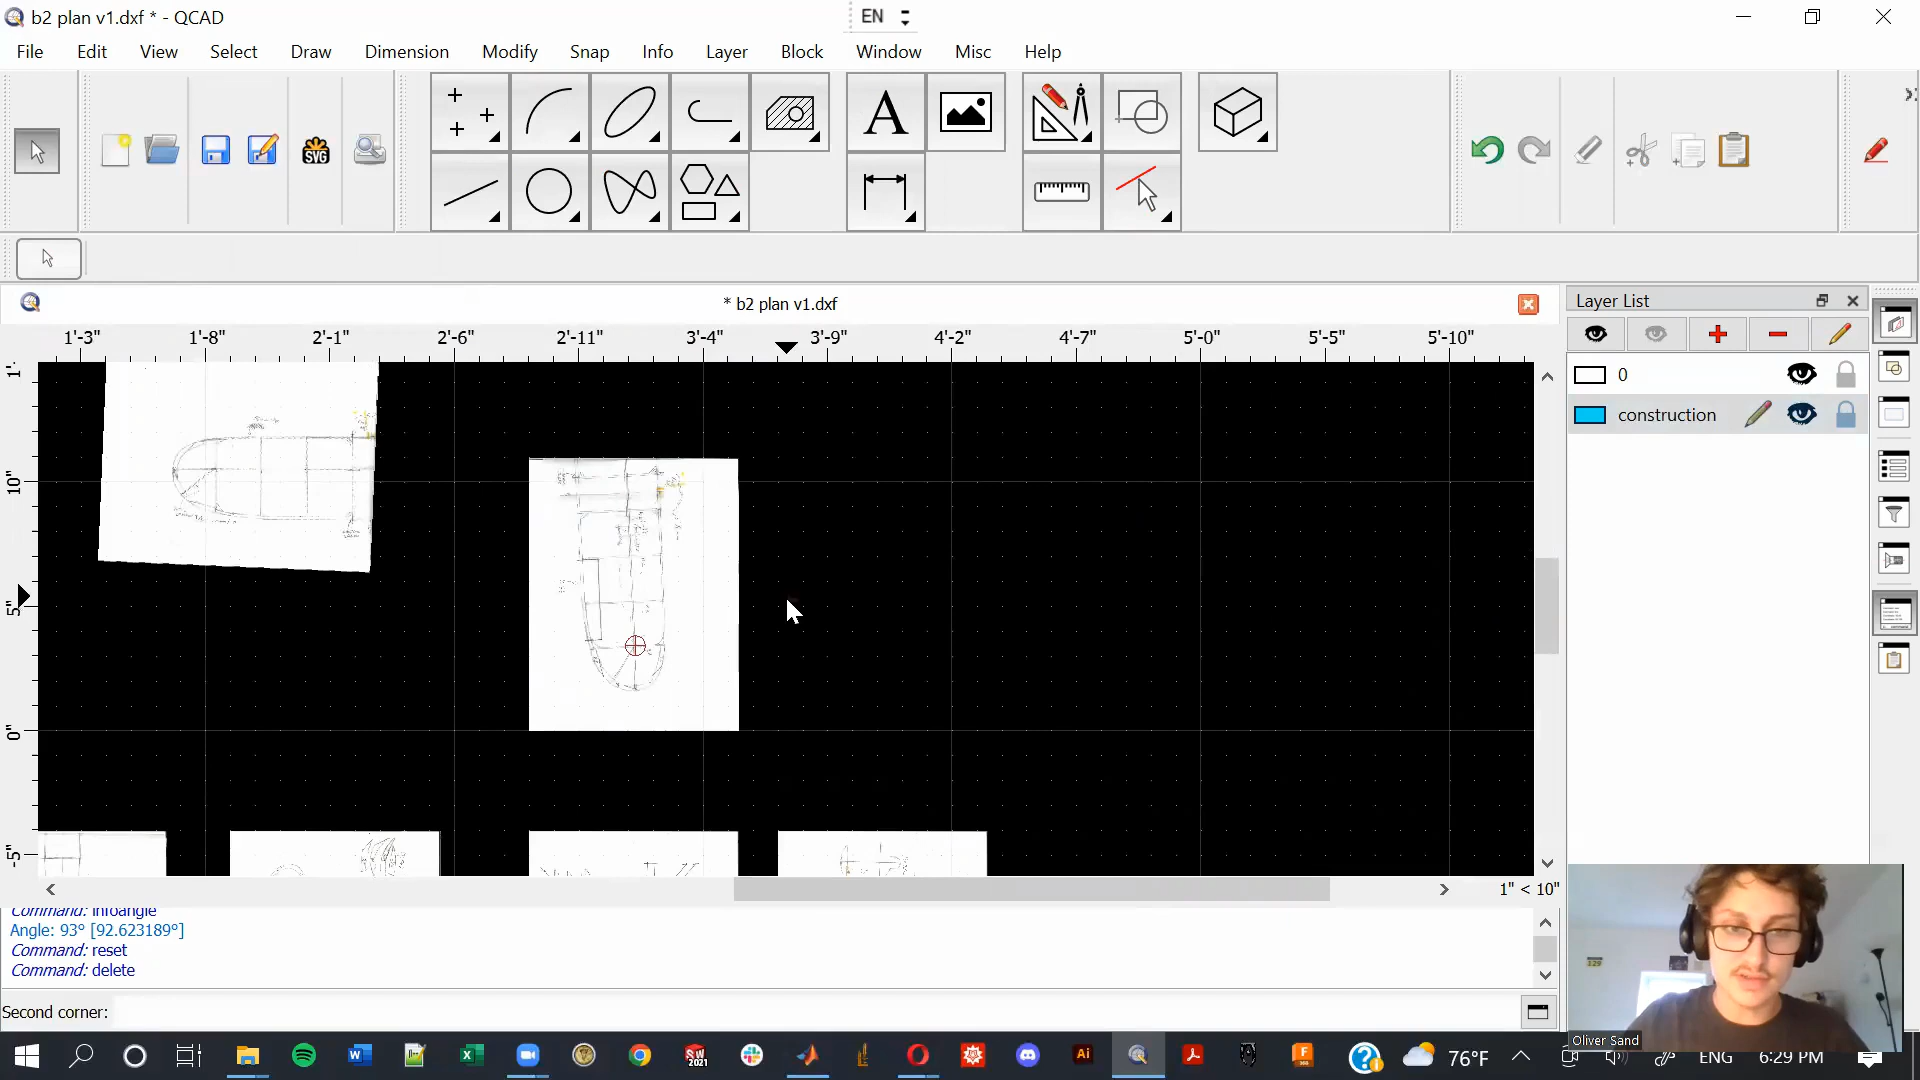 b2 plan v1.dxf * - QCAD
EN
File Edit View Select Draw Dimension Modify Snap Info Layer Block Window Misc Help
SVG
A
* b2 plan v1.dxf
Layer List
1'-3" 1'-8" 2'-1" 2'-6" 2'-11" 3'-4" 3'-9" 4'-2" 4'-7" 5'-0" 5'-5" 5'-10"
0
construction
10"
5"
0"
-5"
1" < 10"
Command: infoangle
Angle: 93° [92.623189°]
Command: reset
Command: delete
Second corner:
Oliver Sand
76°F ENG 6:29 PM